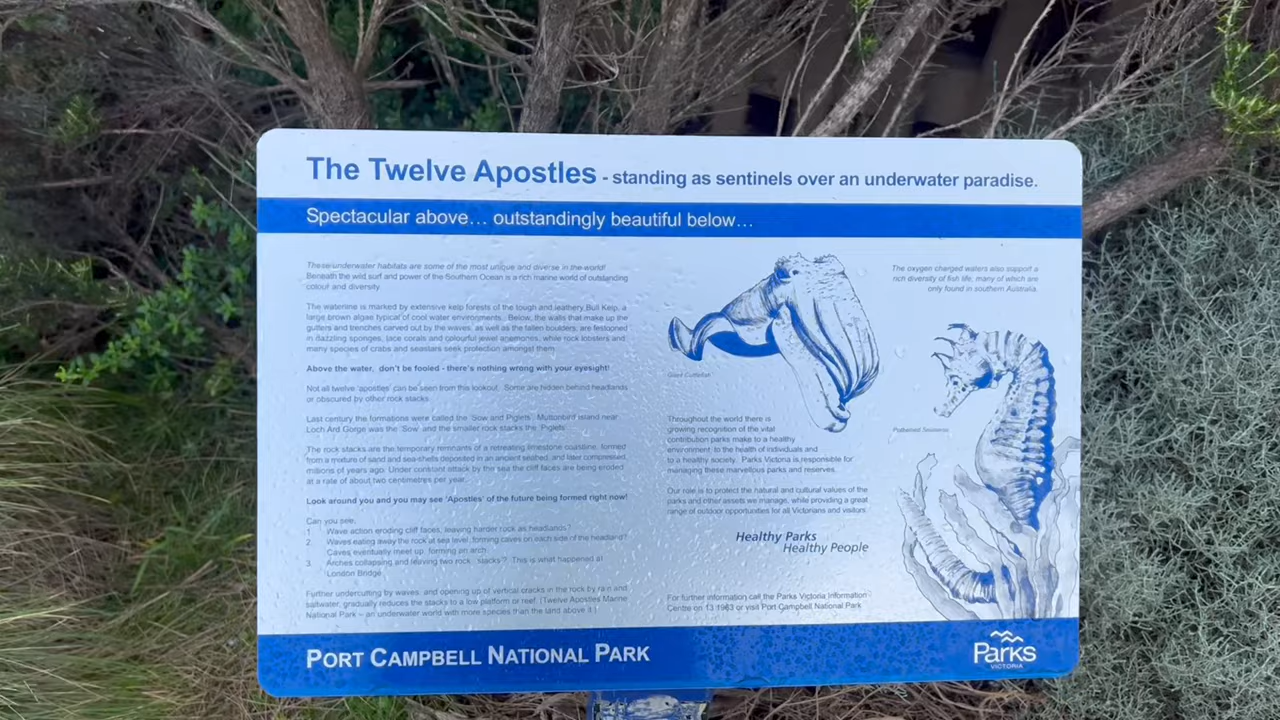 The Twelve Apostles - standing as sentinels over an underwater paradise.
Spectacular above... outstandingly beautiful below...
These underwater habitats are some of the most unique and diverse in the world!
Beneath the wild surf and power of the Southern Ocean is a rich marine world of outstanding
colour and diversity.
The waterline is marked by extensive kelp forests of the tough and leathery Bull Kelp, a
large brown algae typical of cool water environments. Below, the walls that make up the
gutters and trenches carved out by the waves, as well as the fallen boulders, are festooned
in dazzling sponges, lace corals and colourful jewel anemones, while rock lobsters and
many species of crabs and seastars seek protection amongst them.
Above the water, don't be fooled - there's nothing wrong with your eyesight!
Not all twelve 'apostles' can be seen from this lookout. Some are hidden behind headlands
or obscured by other rock stacks.
Last century the formations were called the 'Sow and Piglets'. Muttonbird Island near
Loch Ard Gorge was the 'Sow' and the smaller rock stacks the 'Piglets'.
The rock stacks are the temporary remnants of a retreating limestone coastline, formed
from a mixture of sand and sea-shells deposited in an ancient seabed, and later compressed
millions of years ago. Under constant attack by the sea the cliff faces are being eroded
at a rate of about two centimetres per year.
Look around you and you may see 'Apostles' of the future being formed right now!
Can you see;
1. Wave action eroding cliff faces, leaving harder rock as headlands?
2. Waves eating away the rock at sea level, forming caves on each side of the headland?
Caves eventually meet up, forming an arch.
3. Arches collapsing and leaving two rock 'stacks'? This is what happened at
London Bridge.
Further undercutting by waves, and opening up of vertical cracks in the rock by rain and
saltwater, gradually reduces the stacks to a low platform or reef. (Twelve Apostles Marine
National Park – an underwater world with more species than the land above it.)
Giant Cuttlefish
Throughout the world there is
growing recognition of the vital
contribution parks make to a healthy
environment, to the health of individuals and
to a healthy society. Parks Victoria is responsible for
managing these marvellous parks and reserves.
Our role is to protect the natural and cultural values of the
parks and other assets we manage, while providing a great
range of outdoor opportunities for all Victorians and visitors.
Healthy Parks
Healthy People
For further information call the Parks Victoria Information
Centre on 13 1963 or visit Port Campbell National Park
The oxygen charged waters also support a
rich diversity of fish life, many of which are
only found in southern Australia.
Potbellied Seahorse
PORT CAMPBELL NATIONAL PARK
Parks
VICTORIA